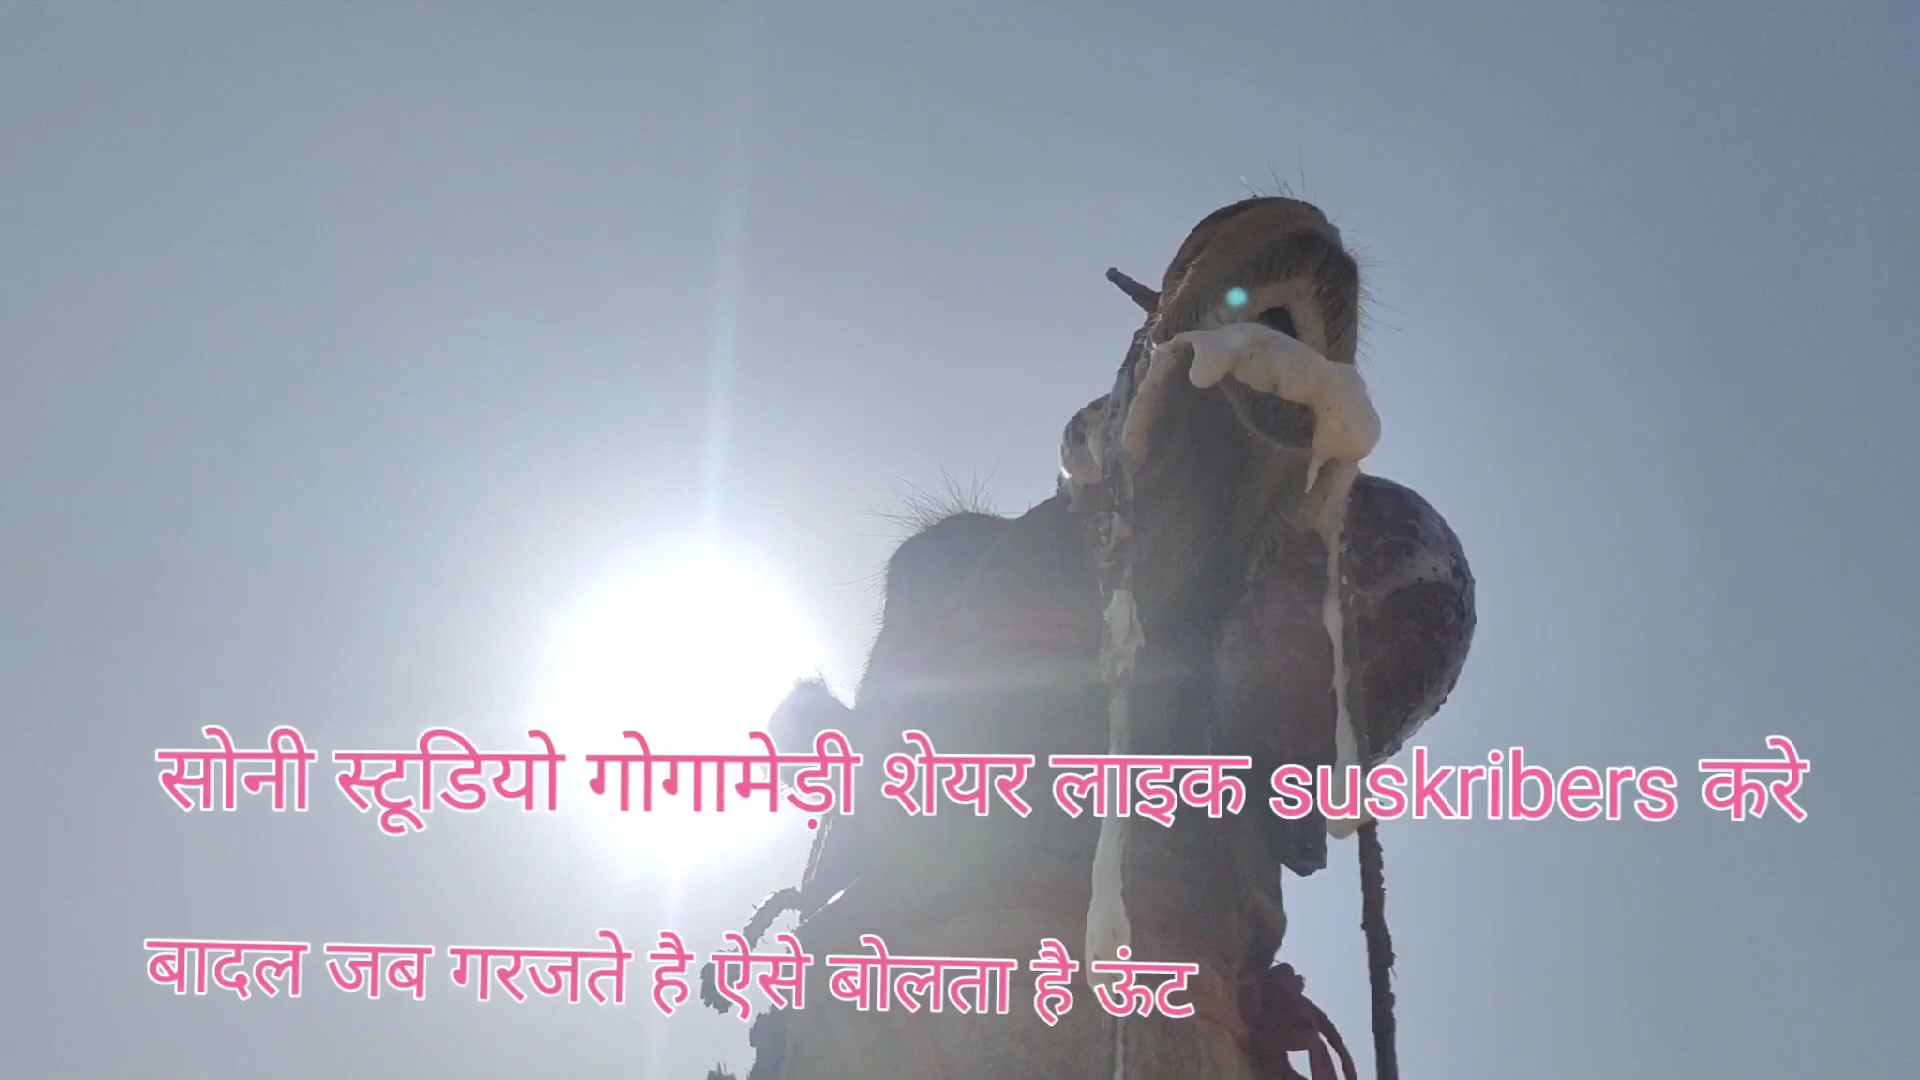 सोनी स्टूडियो गोगामेड़ी शेयर लाइक suskribers करे
बादल जब गरजते है ऐसे बोलता है ऊंट